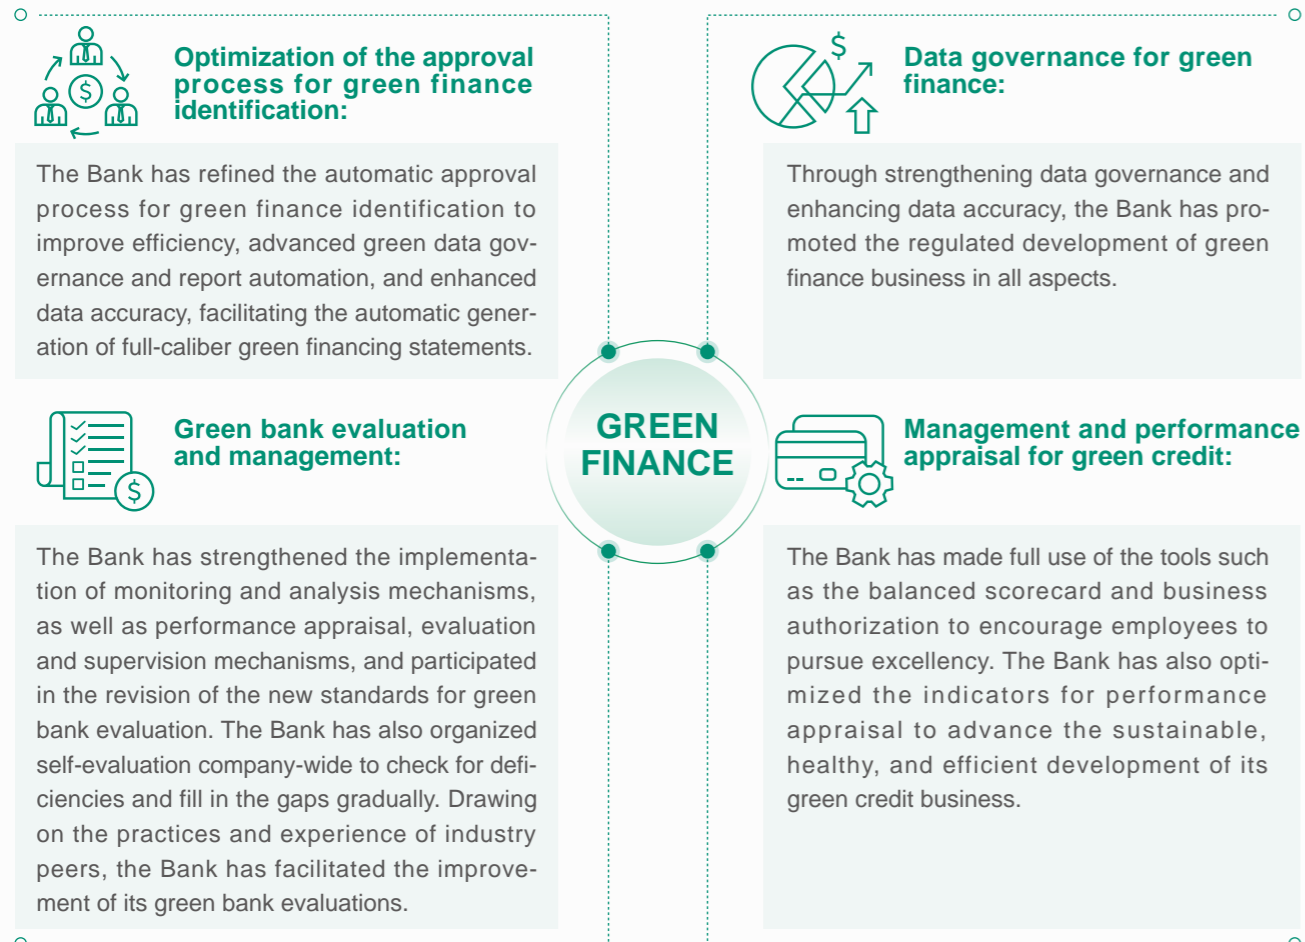 Optimization of the approval
process for green finance
identification:
The Bank has refined the automatic approval
process for green finance identification to
improve efficiency, advanced green data gov-
ernance and report automation, and enhanced
data accuracy, facilitating the automatic gener-
ation of full-caliber green financing statements.
Data governance for green
finance:
Through strengthening data governance and
enhancing data accuracy, the Bank has pro-
moted the regulated development of green
finance business in all aspects.
GREEN
FINANCE
Green bank evaluation
and management:
The Bank has strengthened the implementa-
tion of monitoring and analysis mechanisms,
as well as performance appraisal, evaluation
and supervision mechanisms, and participated
in the revision of the new standards for green
bank evaluation. The Bank has also organized
self-evaluation company-wide to check for defi-
ciencies and fill in the gaps gradually. Drawing
on the practices and experience of industry
peers, the Bank has facilitated the improve-
ment of its green bank evaluations.
Management and performance
appraisal for green credit:
The Bank has made full use of the tools such
as the balanced scorecard and business
authorization to encourage employees to
pursue excellency. The Bank has also opti-
mized the indicators for performance
appraisal to advance the sustainable,
healthy, and efficient development of its
green credit business.